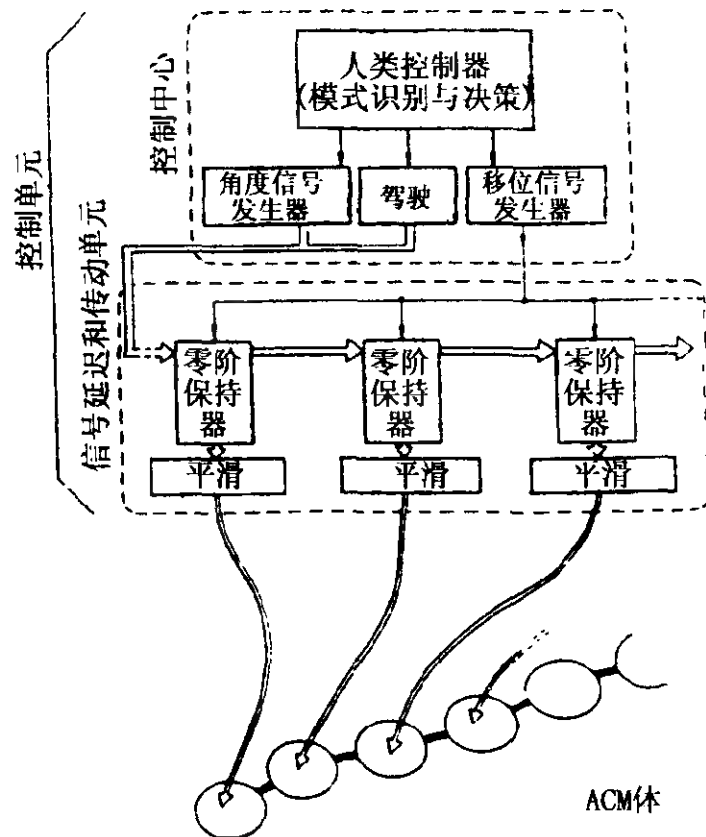 控制单元
控制中心
人类控制器
(模式识别与决策)
角度信号
发生器
驾驶
移位信号
发生器
信号延迟和传动单元
零阶
保持
器
零阶
保持
器
零阶
保持
器
平滑
平滑
平滑
ACM体